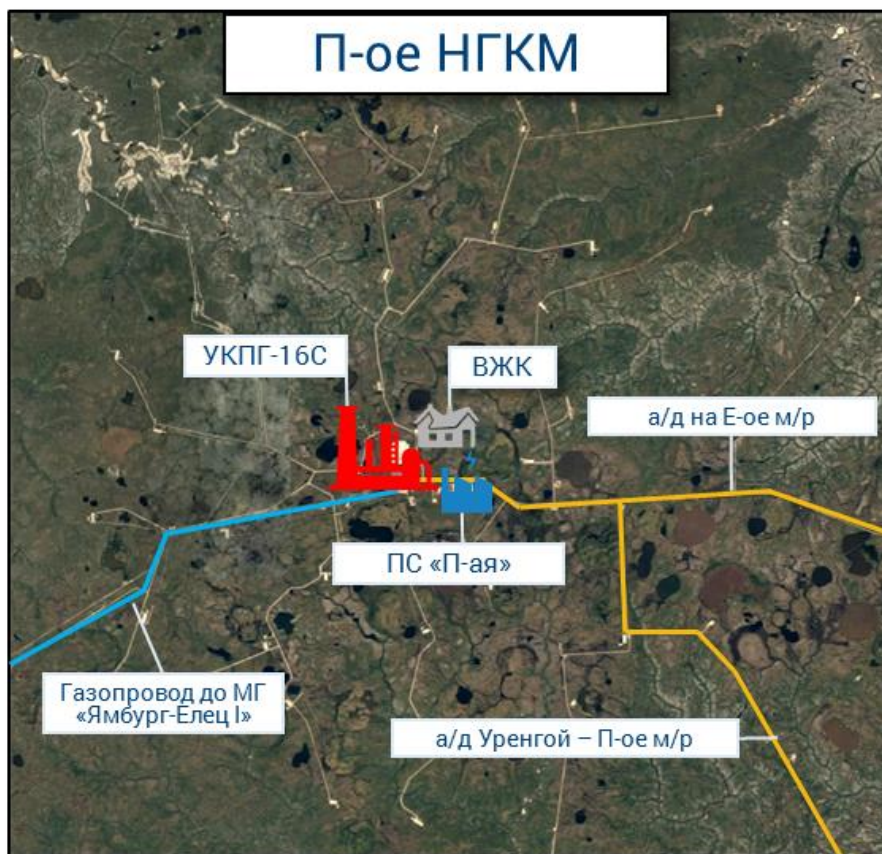 П-ое НГКМ
УКПГ-16С
ВЖК
а/д на Е-ое м/р
ПС «П-ая»
Газопровод до МГ
«Ямбург-Елец I»
а/д Уренгой – П-ое м/р